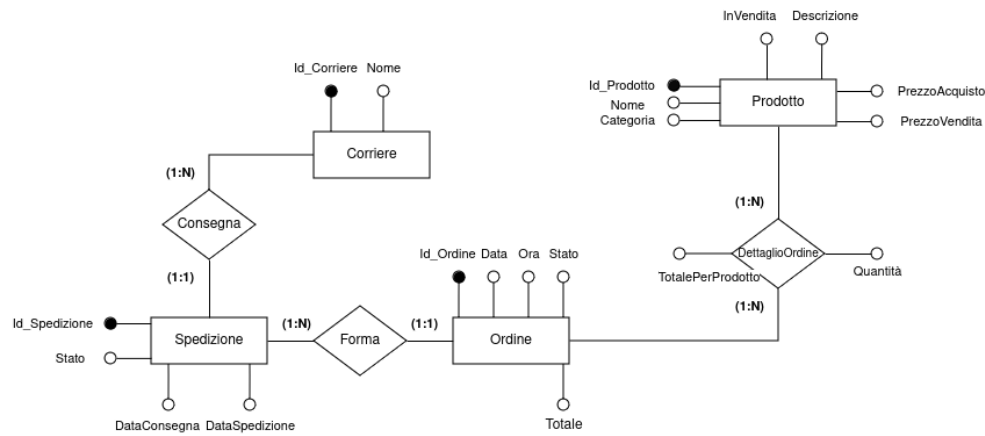 InVendita
Descrizione
Id_Corriere
Nome
Id_Prodotto
Nome
Categoria
Prodotto
PrezzoAcquisto
PrezzoVendita
Corriere
(1:N)
Consegna
(1:1)
(1:N)
DettaglioOrdine
TotalePerProdotto
Quantità
(1:N)
Id_Ordine
Data
Ora
Stato
Id_Spedizione
Stato
Spedizione
(1:N)
Forma
(1:1)
Ordine
DataConsegna
DataSpedizione
Totale